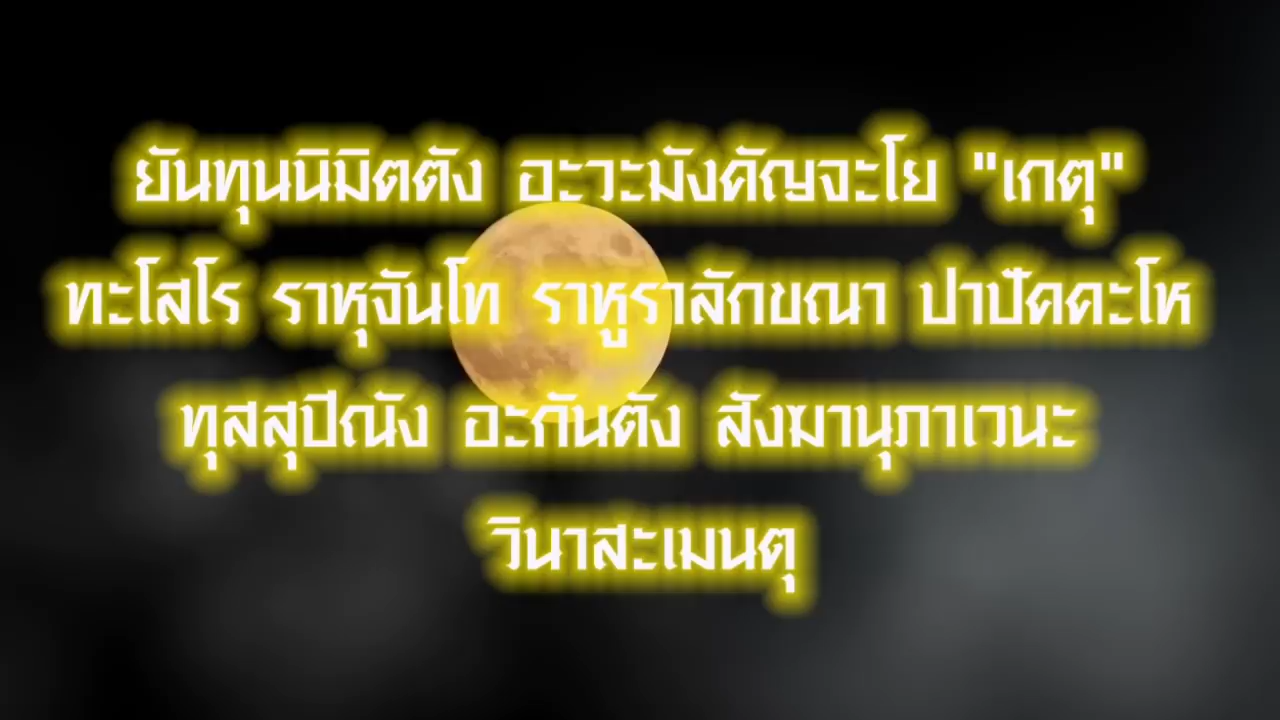 ยันทุนนิมิตตัง อะวะมังคัญจะโย "เกตุ"
ทะโสโร ราหุจันโท ราหูราลักขณา ปาปัคคะโห
ทุสสุปิณัง อะกันตัง สังฆานุภาเวนะ
วินาสะเมนตุ